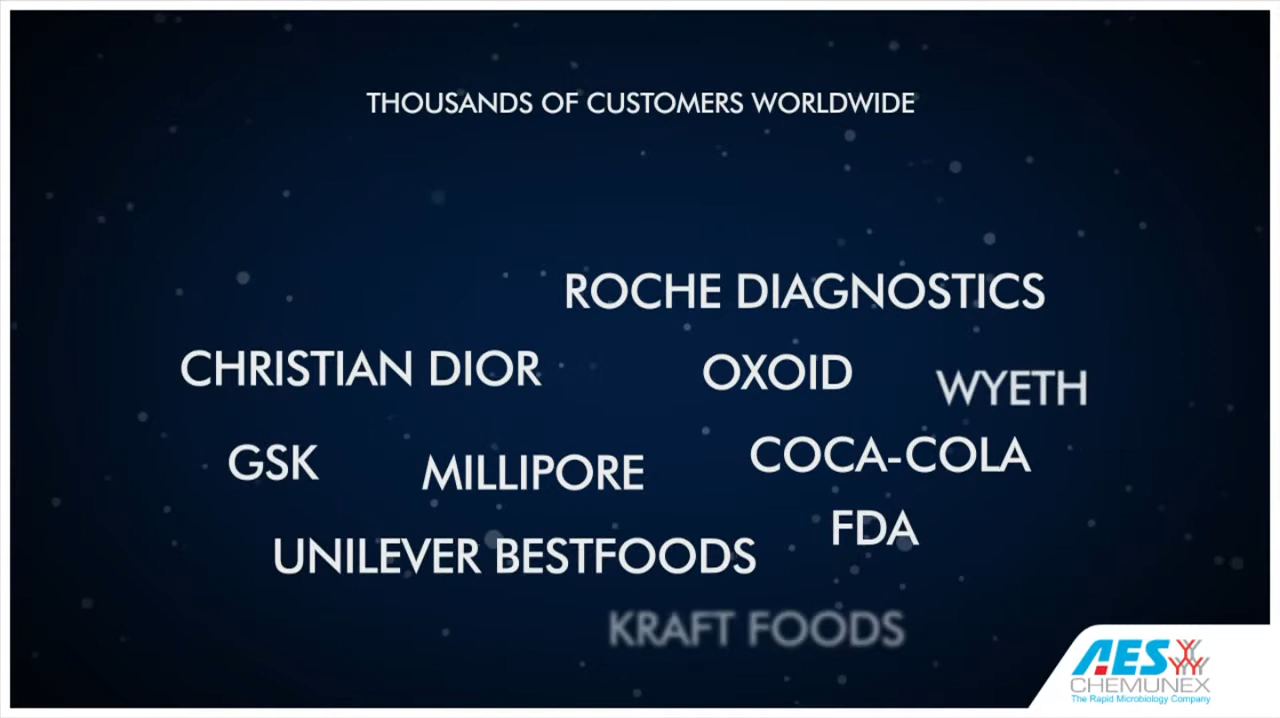 THOUSANDS OF CUSTOMERS WORLDWIDE
ROCHE DIAGNOSTICS
CHRISTIAN DIOR
OXOID
WYETH
GSK
MILLIPORE
COCA-COLA
FDA
UNILEVER BESTFOODS
KRAFT FOODS
AES
CHEMUNEX
The Rapid Microbiology Company